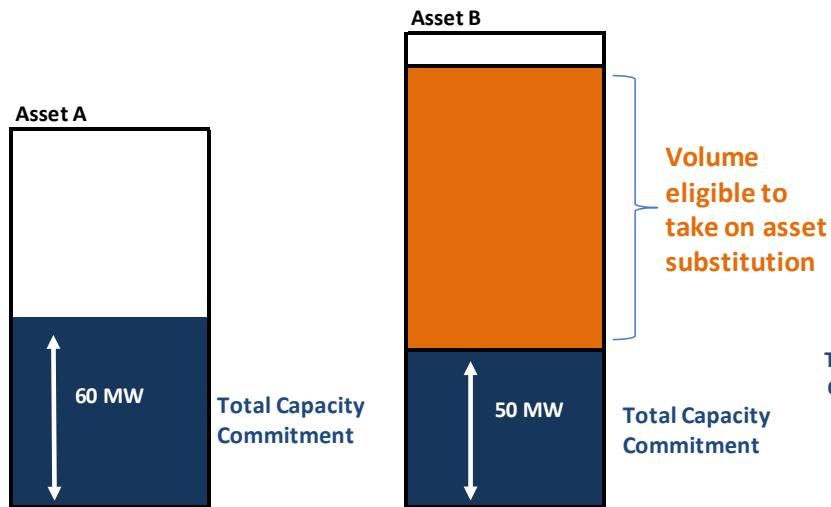 Asset B
Asset A
Volume
eligible to
take on asset
substitution
60 MW
Total Capacity
Commitment
50 MW
Total Capacity
Commitment